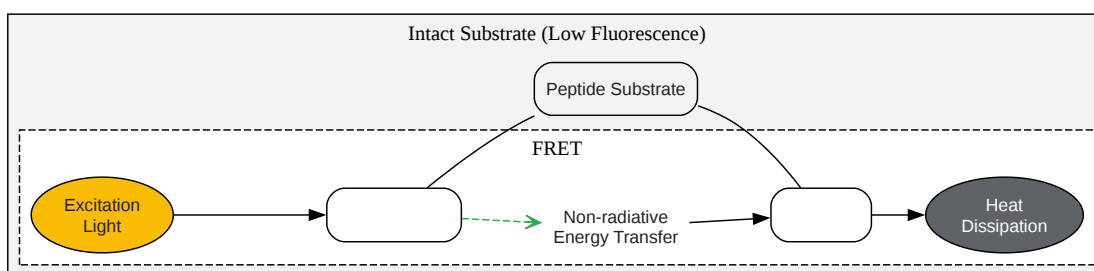 Intact Substrate (Low Fluorescence)
Peptide Substrate
FRET
Excitation
Light
Non-radiative
Energy Transfer
Heat
Dissipation